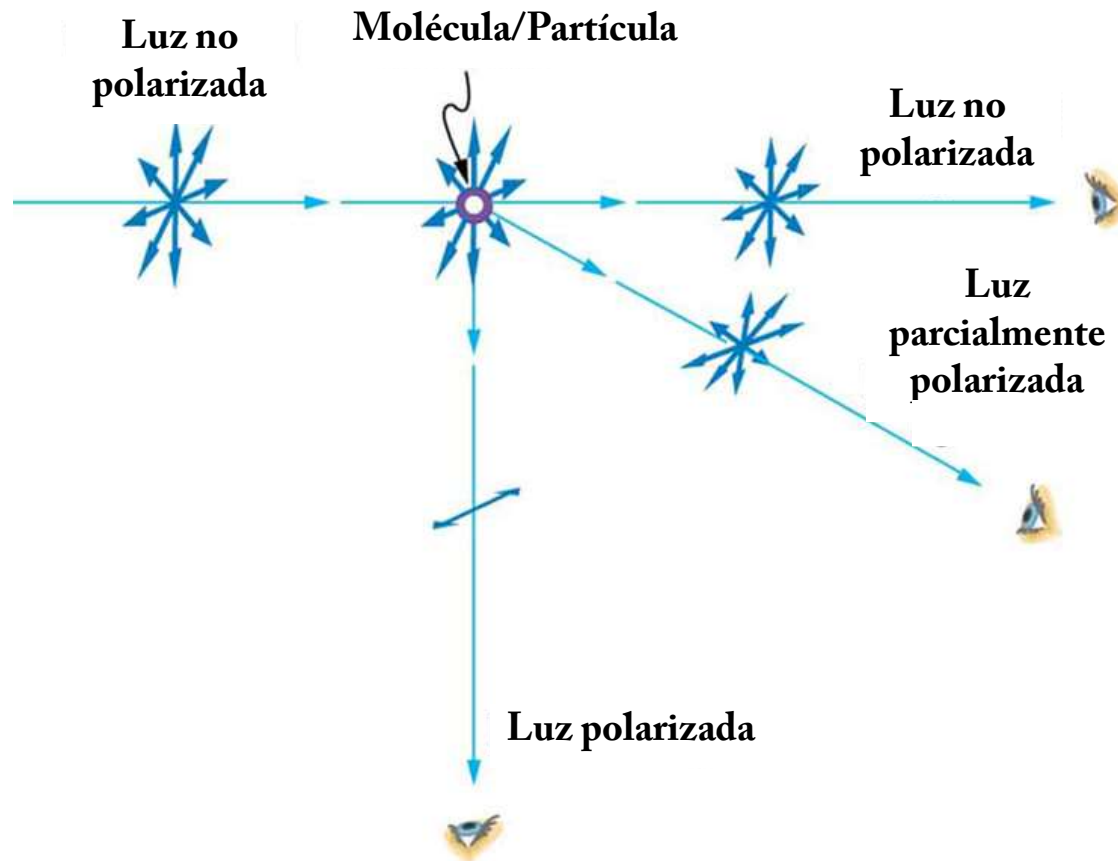 Luz no
polarizada
Molécula/Partícula
Luz no
polarizada
Luz
parcialmente
polarizada
Luz polarizada